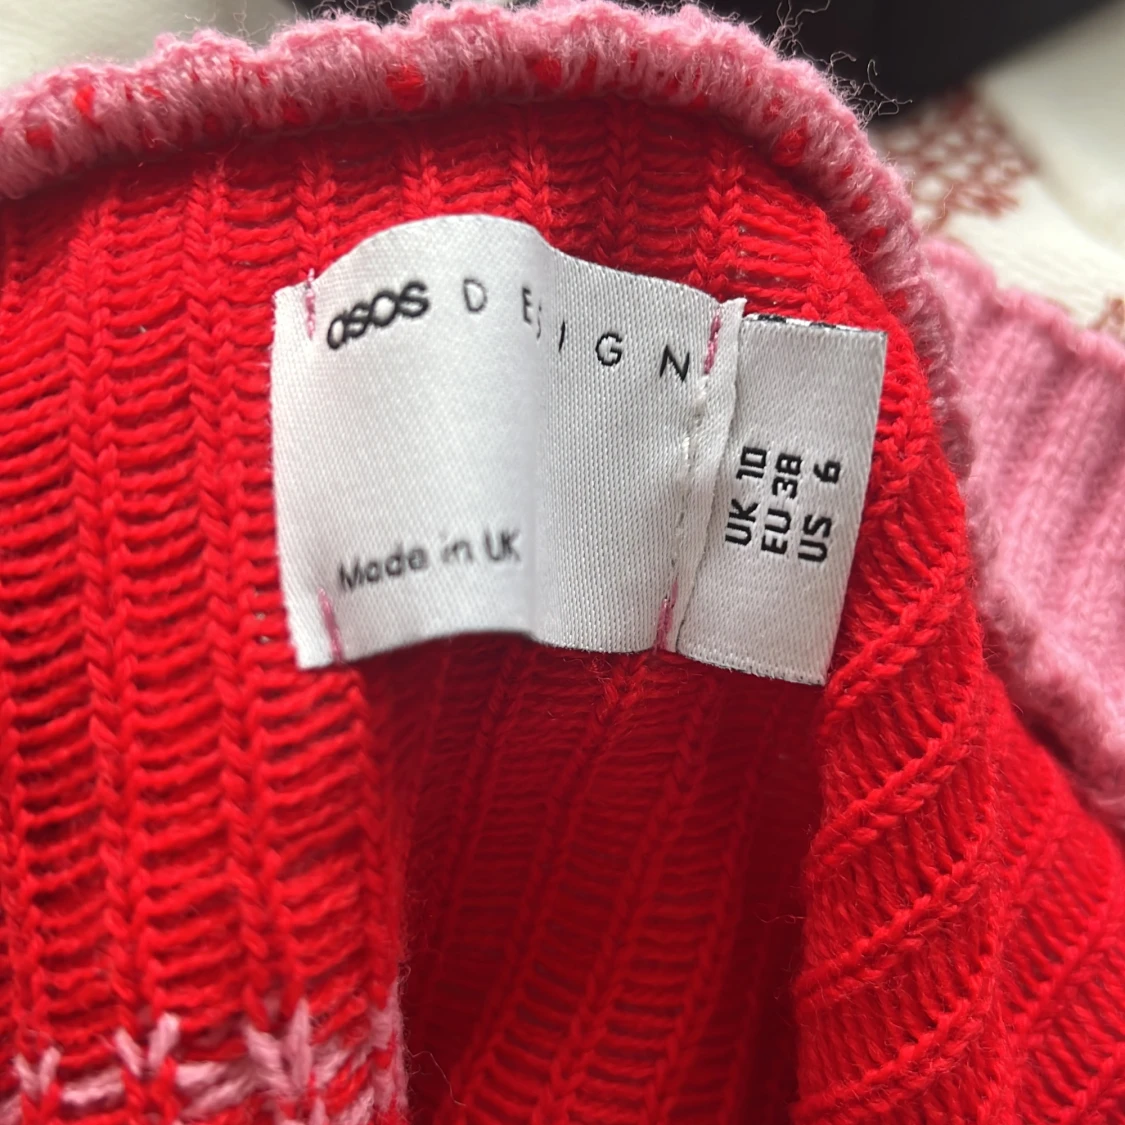 asos DESIGN
Made in UK
UK 10
EU 38
US 6